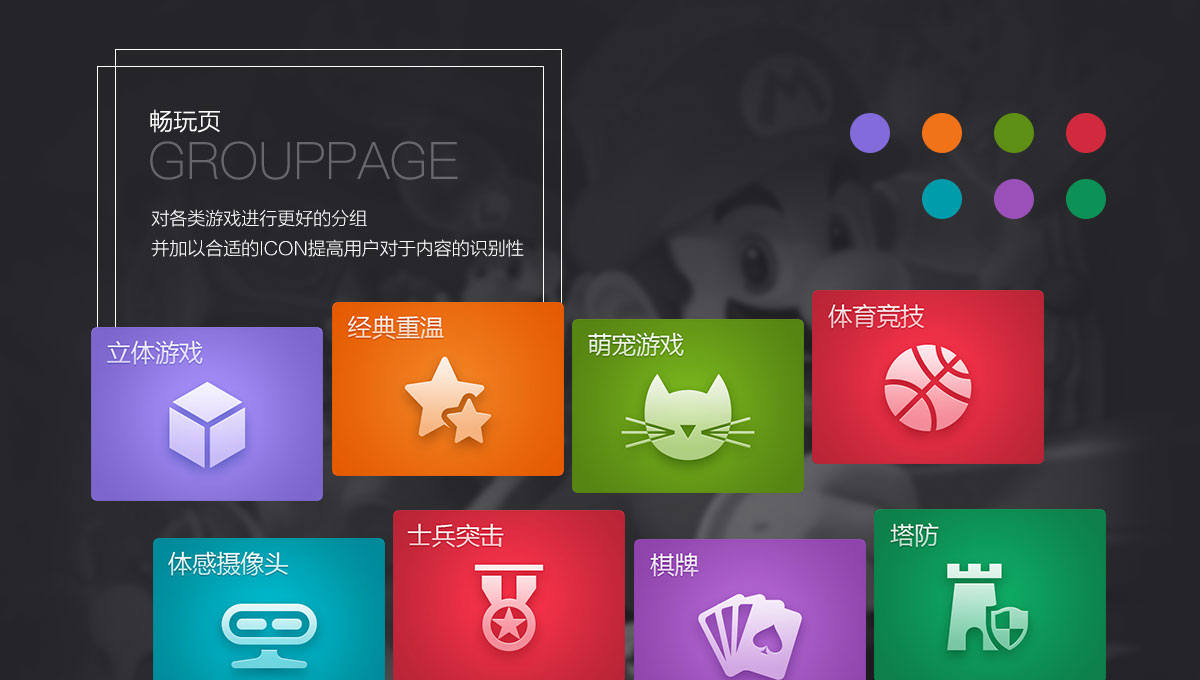 畅玩页
GROUPPAGE
对各类游戏进行更好的分组
并加以合适的ICON提高用户对于内容的识别性
立体游戏
经典重温
萌宠游戏
体育竞技
体感摄像头
士兵突击
棋牌
塔防
M